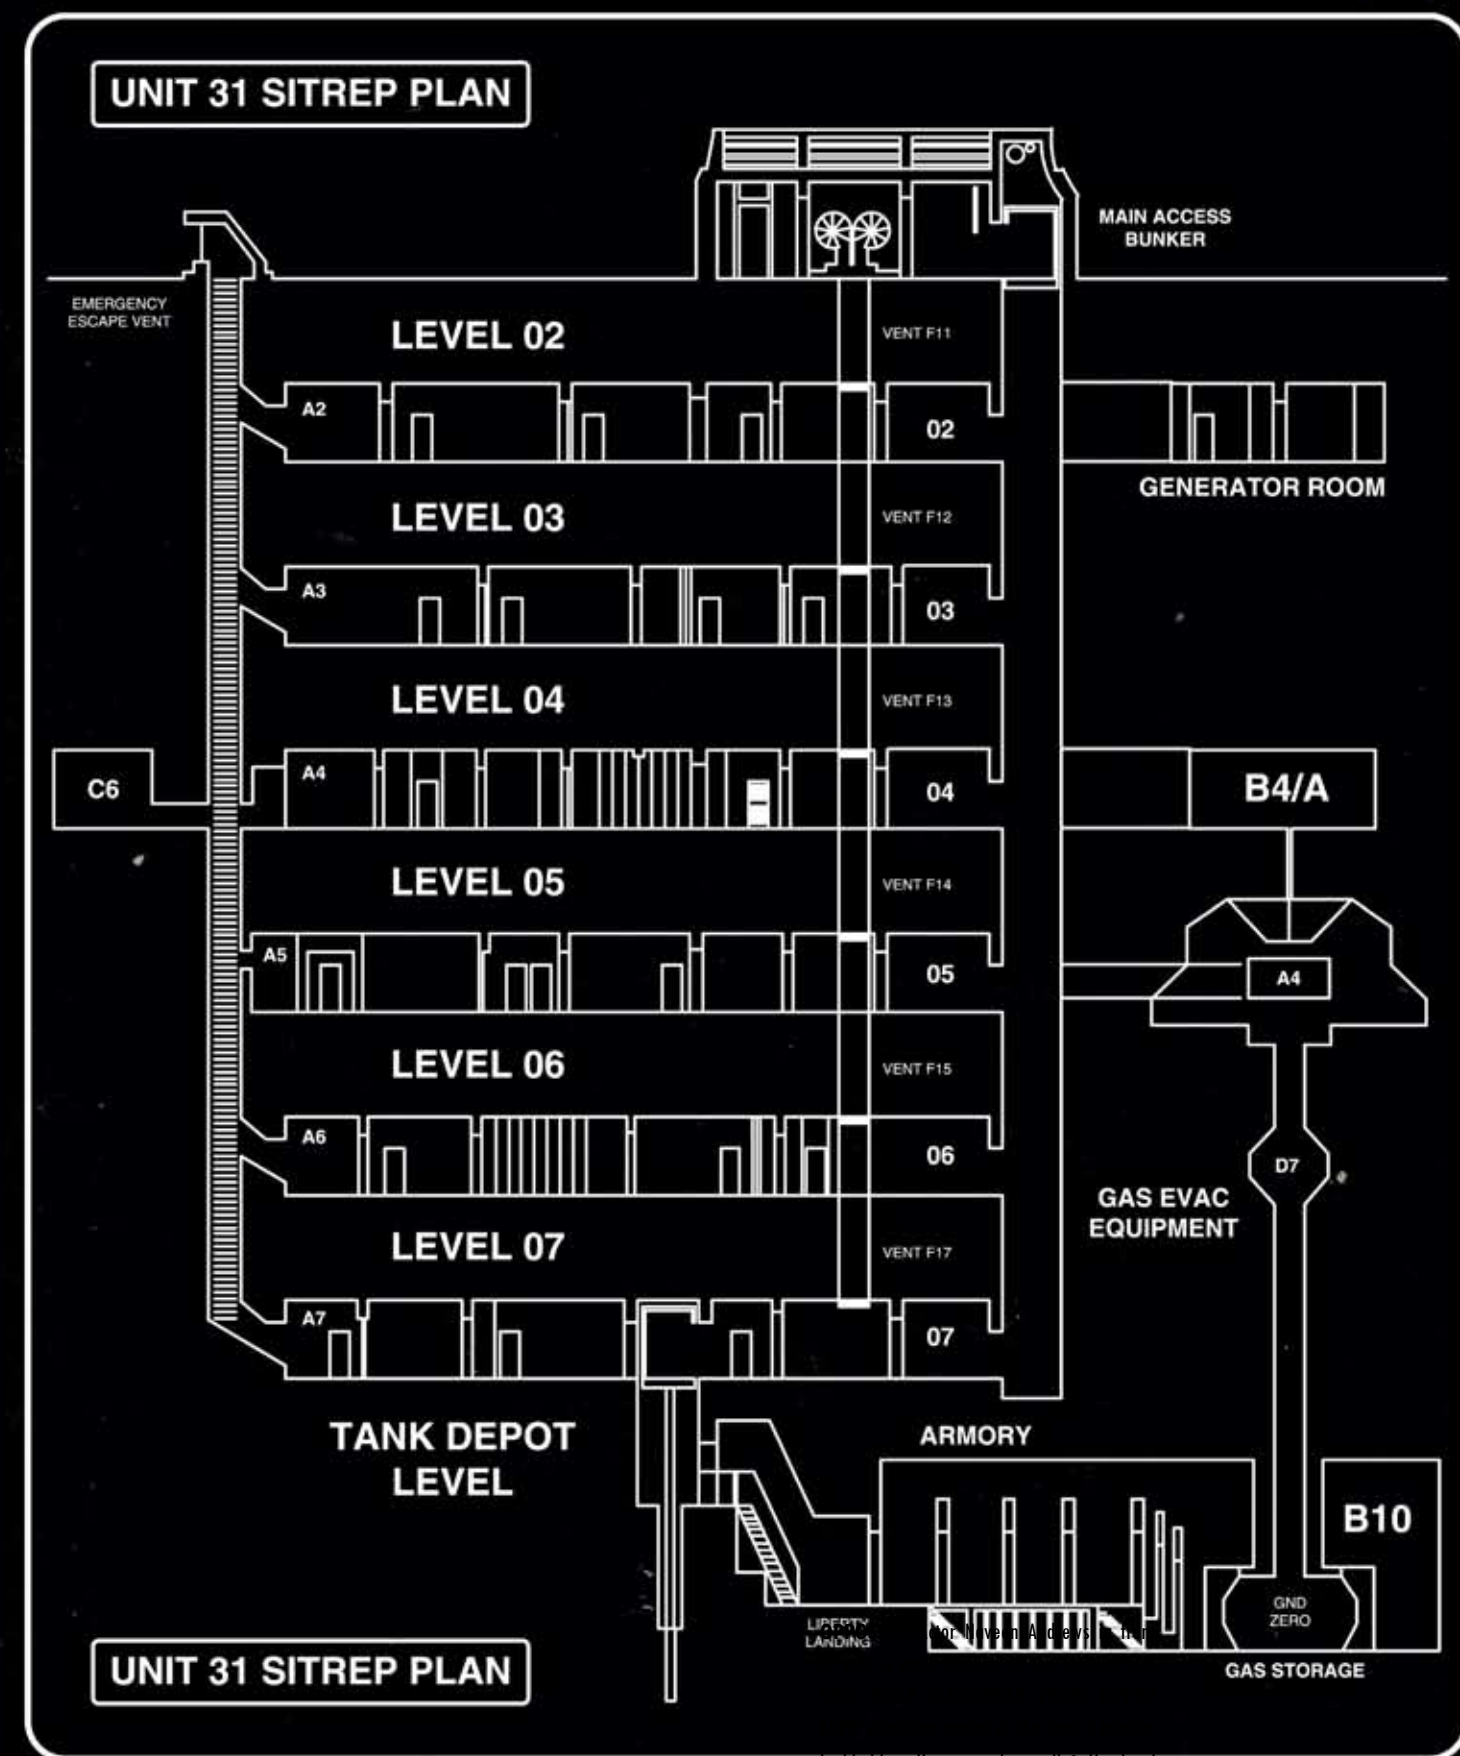 UNIT 31 SITREP PLAN
MAIN ACCESS
BUNKER
EMERGENCY
ESCAPE VENT
LEVEL 02
VENT F11
A2
02
GENERATOR ROOM
LEVEL 03
VENT F12
A3
03
LEVEL 04
VENT F13
C6
A4
04
B4/A
LEVEL 05
VENT F14
A5
05
A4
LEVEL 06
VENT F15
A6
06
D7
GAS EVAC
EQUIPMENT
LEVEL 07
VENT F17
A7
07
TANK DEPOT
LEVEL
ARMORY
B10
GND
ZERO
LIBERTY
LANDING
Naveen Andrews
GAS STORAGE
UNIT 31 SITREP PLAN